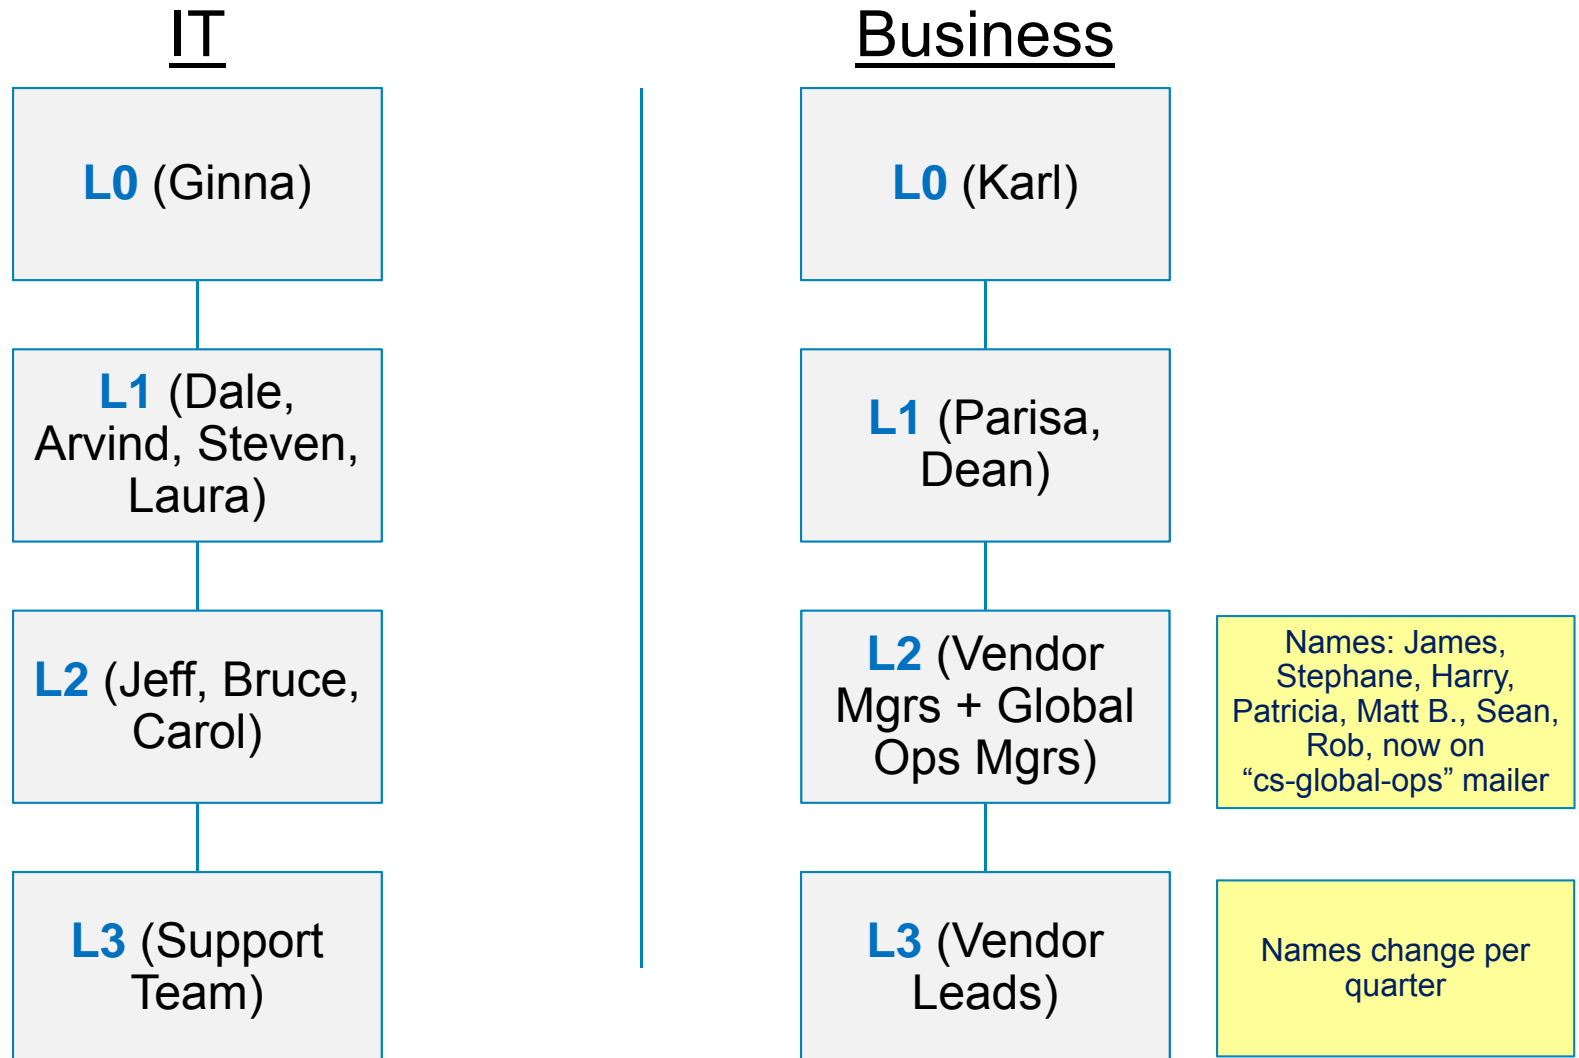 IT
Business
L0 (Ginna)
L0 (Karl)
L1 (Dale,
Arvind, Steven,
Laura)
L1 (Parisa,
Dean)
L2 (Jeff, Bruce,
Carol)
L2 (Vendor
Mgrs + Global
Ops Mgrs)
Names: James,
Stephane, Harry,
Patricia, Matt B., Sean,
Rob, now on
“cs-global-ops” mailer
L3 (Support
Team)
L3 (Vendor
Leads)
Names change per
quarter